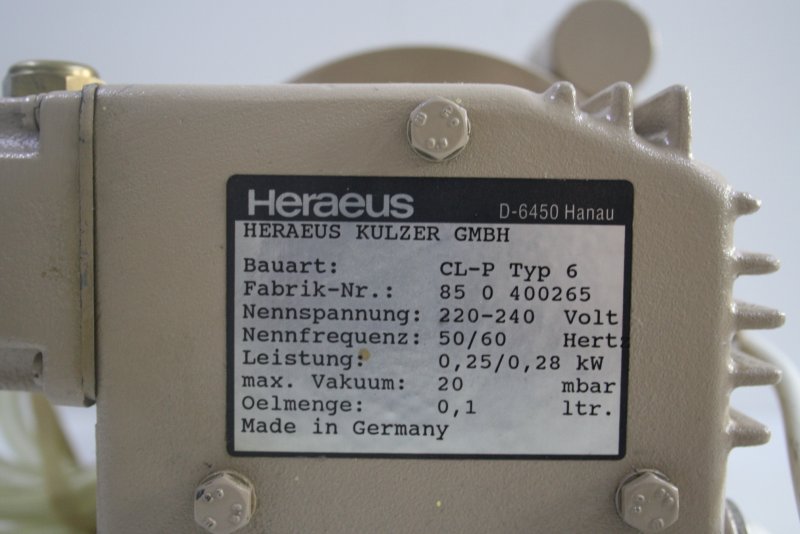 Heraeus D-6450 Hanau
HERAEUS KULZER GMBH
Bauart: CL-P Typ 6
Fabrik-Nr.: 85 0 400265
Nennspannung: 220-240 Volt
Nennfrequenz: 50/60 Hertz
Leistung: 0,25/0,28 kW
max. Vakuum: 20 mbar
Oelmenge: 0,1 ltr.
Made in Germany